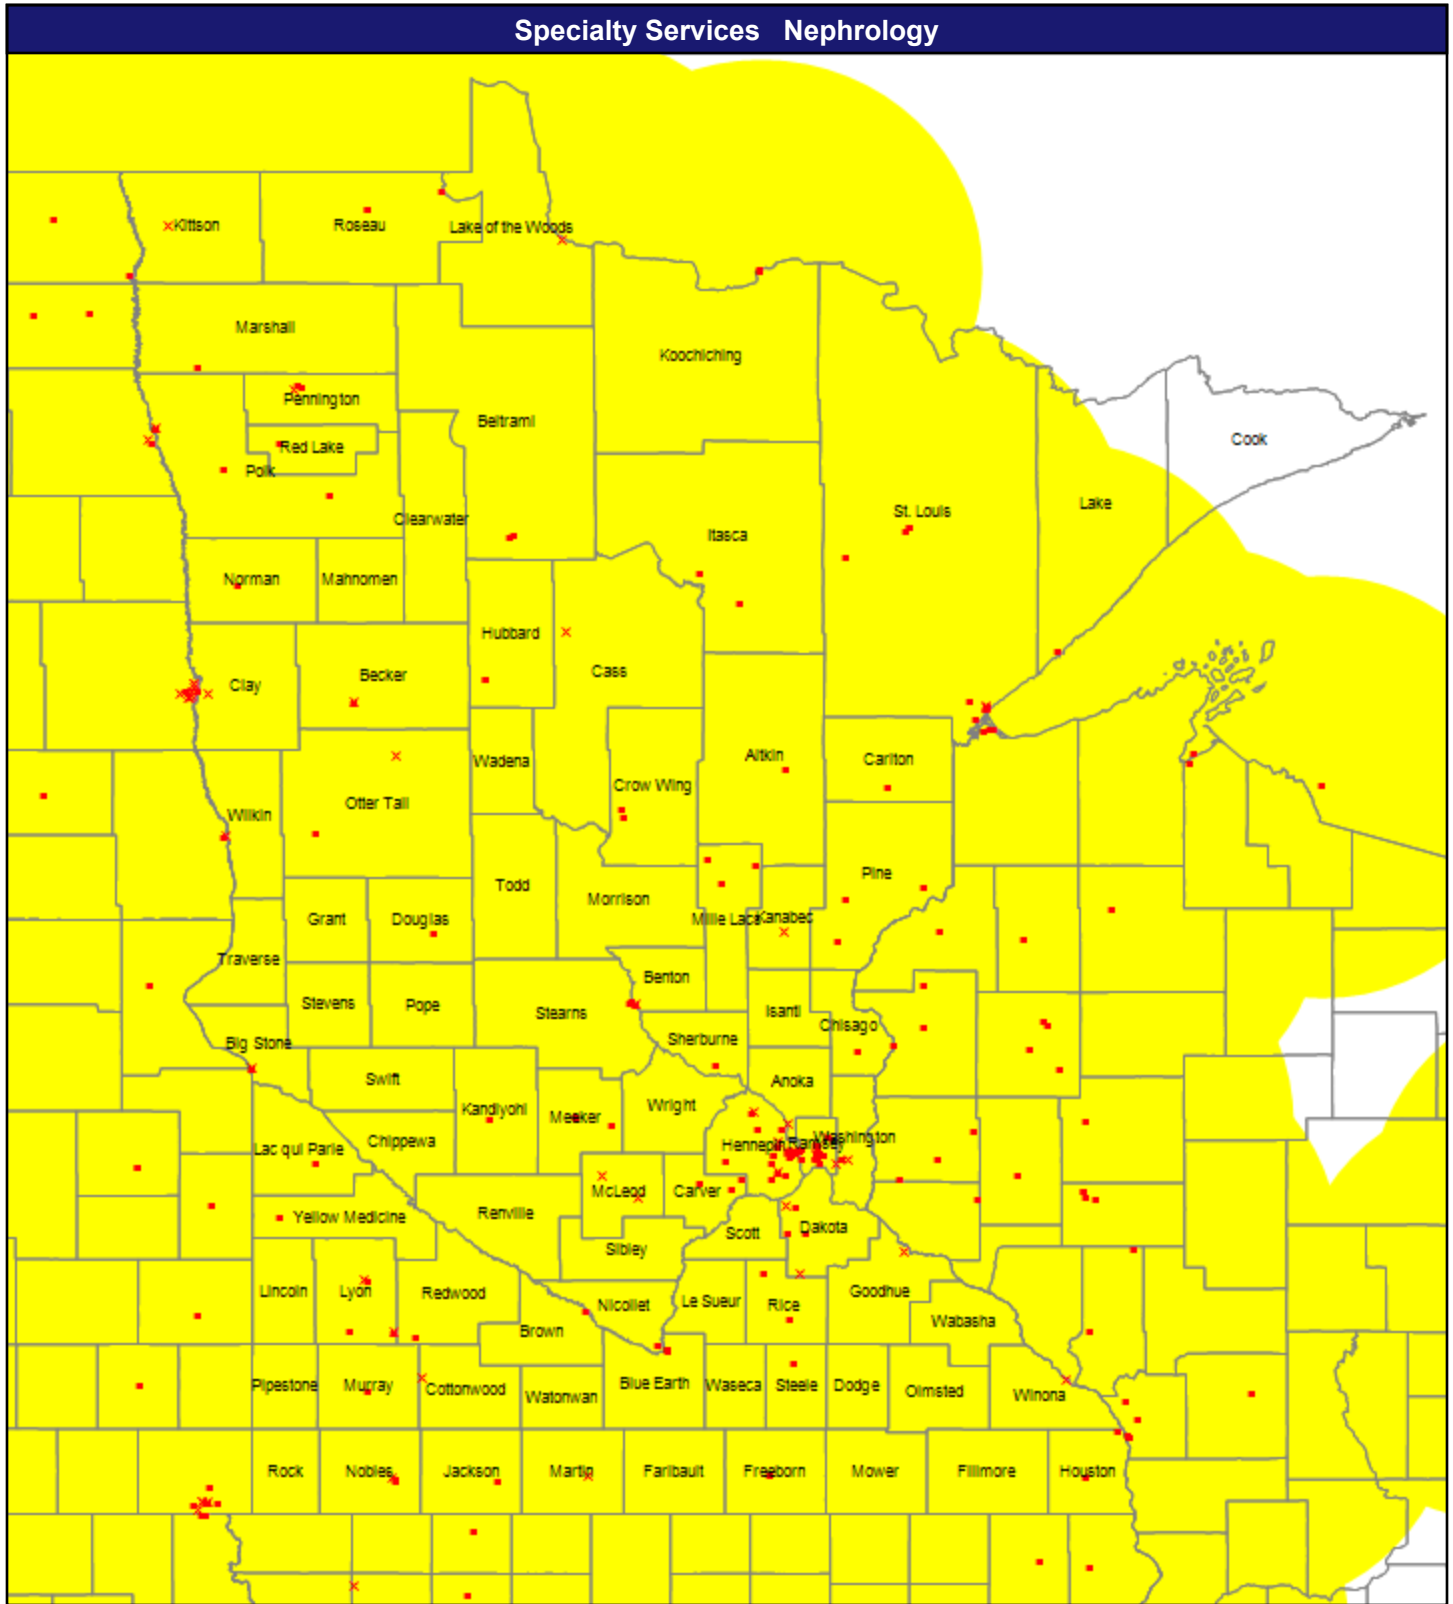 Specialty Services   Nephrology
Kittson
Roseau
Lake of the Woods
Marshall
Koochiching
Pennington
Beltrami
Cook
Red Lake
Polk
Lake
St. Louis
Clearwater
Itasca
Norman
Mahnomen
Hubbard
Cass
Becker
Clay
Aitkin
Carlton
Wadena
Crow Wing
Otter Tail
Wilkin
Pine
Todd
Morrison
Grant
Douglas
Mille Lacs
Kanabec
Traverse
Benton
Stevens
Pope
Stearns
Isanti
Chisago
Big Stone
Sherburne
Swift
Anoka
Wright
Kandiyohi
Meeker
Washington
Chippewa
Hennepin
Ramsey
Lac qui Parle
McLeod
Carver
Renville
Yellow Medicine
Scott
Dakota
Sibley
Lincoln
Lyon
Redwood
Goodhue
Le Sueur
Nicollet
Rice
Wabasha
Brown
Pipestone
Murray
Cottonwood
Watonwan
Blue Earth
Waseca
Steele
Dodge
Olmsted
Winona
Rock
Nobles
Jackson
Martin
Faribault
Freeborn
Mower
Fillmore
Houston